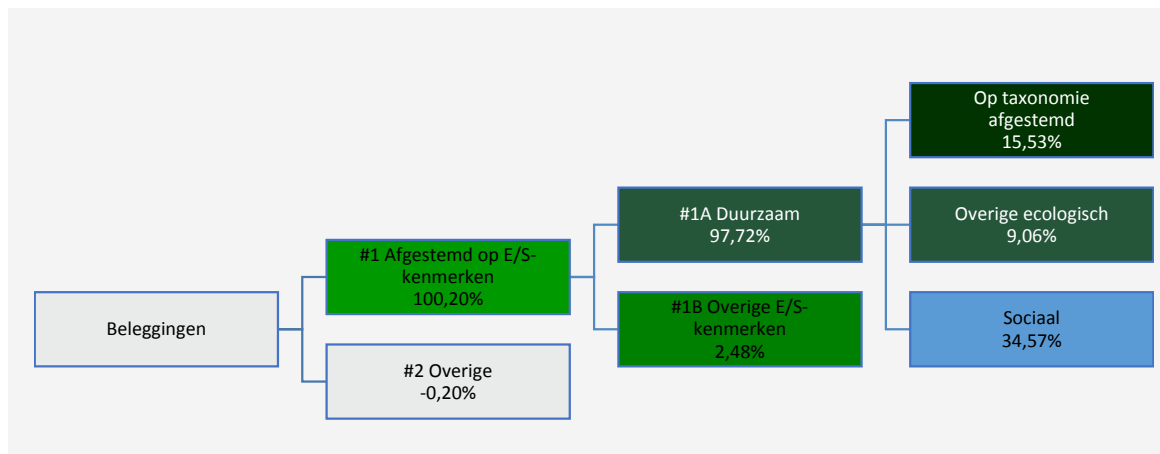 Beleggingen
#1 Afgestemd op E/S-
kenmerken
100,20%
#2 Overige
-0,20%
#1A Duurzaam
97,72%
#1B Overige E/S-
kenmerken
2,48%
Op taxonomie
afgestemd
15,53%
Overige ecologisch
9,06%
Sociaal
34,57%